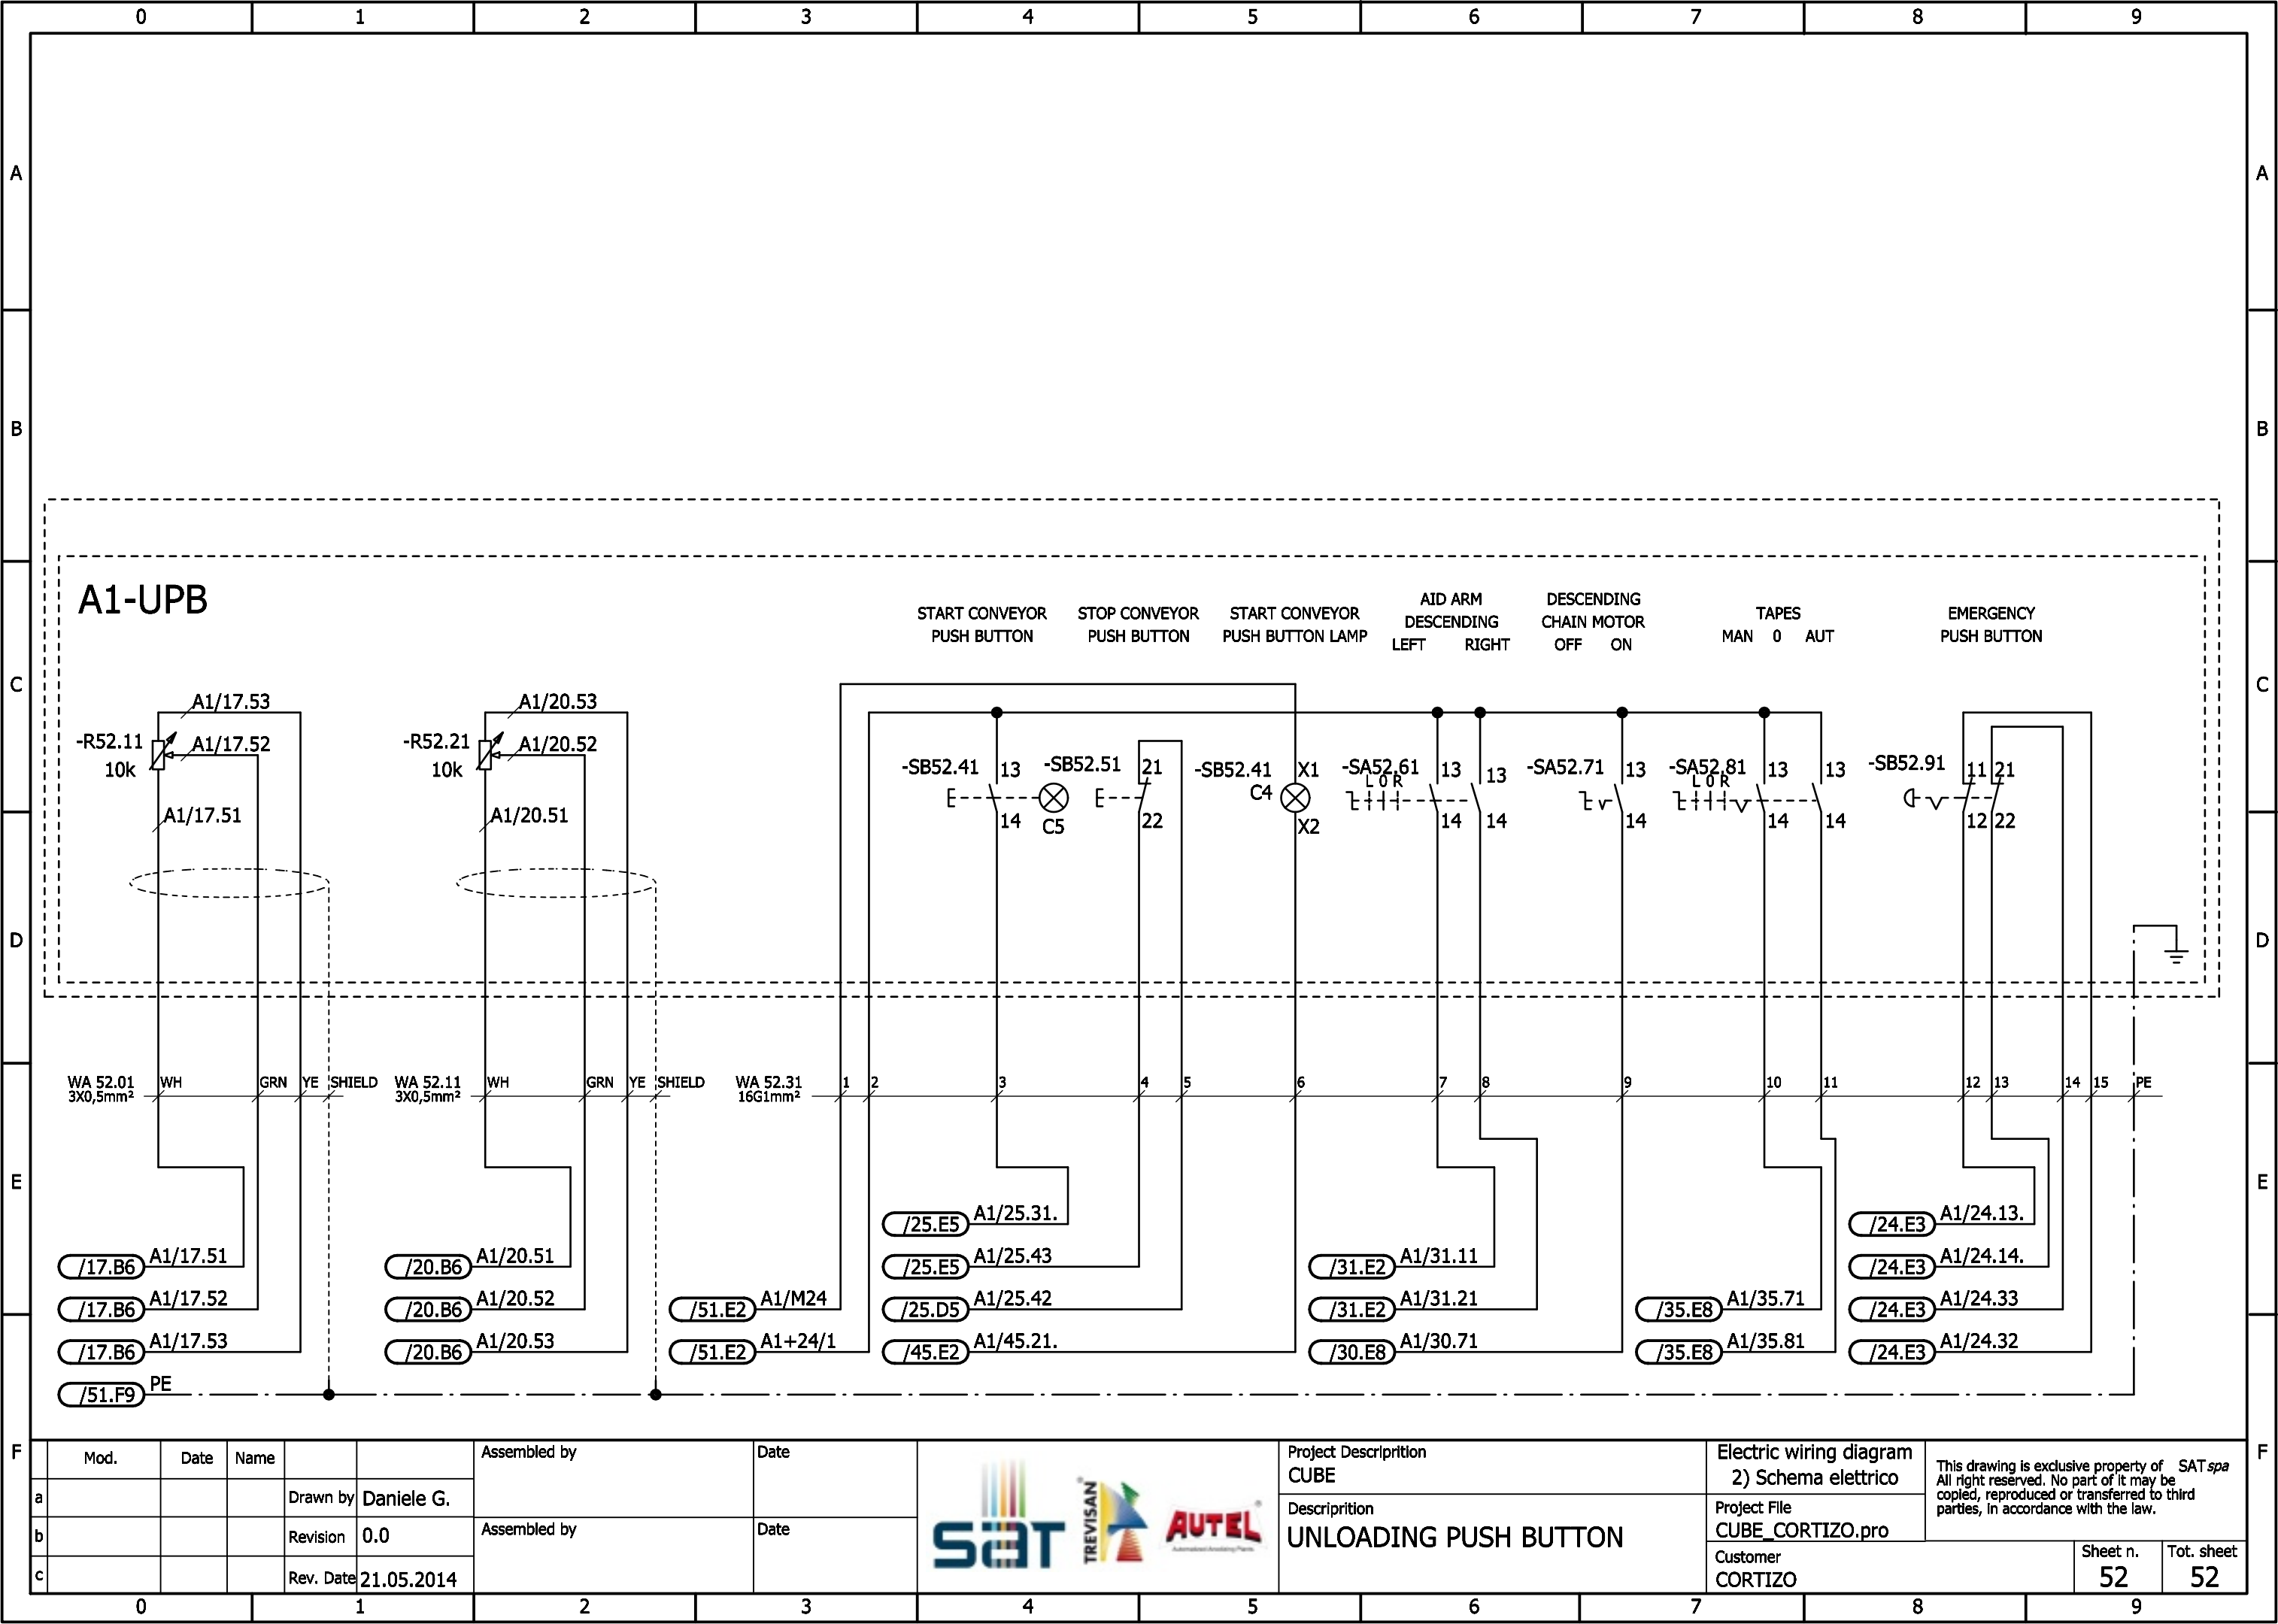 0 1 2 3 4 5 6 7 8 9
A A
B B
C C
D D
E E
F F
A1-UPB
START CONVEYOR
PUSH BUTTON
STOP CONVEYOR
PUSH BUTTON
START CONVEYOR
PUSH BUTTON LAMP
AID ARM
DESCENDING
LEFT RIGHT
DESCENDING
CHAIN MOTOR
OFF ON
TAPES
MAN 0 AUT
EMERGENCY
PUSH BUTTON
A1/17.53
-R52.11
10k
A1/17.52
A1/17.51
A1/20.53
-R52.21
10k
A1/20.52
A1/20.51
-SB52.41 13
14
C5
-SB52.51 21
22
-SB52.41 X1
C4
X2
-SA52.61 13 13
L 0 R
14 14
-SA52.71 13
14
-SA52.81 13 13
L 0 R
14 14
-SB52.91 11 21
12 22
WA 52.01 WH GRN YE SHIELD
3X0,5mm²
WA 52.11 WH GRN YE SHIELD
3X0,5mm²
WA 52.31 1 2 3 4 5 6 7 8 9 10 11 12 13 14 15 PE
16G1mm²
/17.B6 A1/17.51
/17.B6 A1/17.52
/17.B6 A1/17.53
/51.F9 PE
/20.B6 A1/20.51
/20.B6 A1/20.52
/20.B6 A1/20.53
/51.E2 A1/M24
/51.E2 A1+24/1
/25.E5 A1/25.31.
/25.E5 A1/25.43
/25.D5 A1/25.42
/45.E2 A1/45.21.
/31.E2 A1/31.11
/31.E2 A1/31.21
/30.E8 A1/30.71
/35.E8 A1/35.71
/35.E8 A1/35.81
/24.E3 A1/24.13.
/24.E3 A1/24.14.
/24.E3 A1/24.33
/24.E3 A1/24.32
Mod. Date Name
a
b
c
Drawn by Daniele G.
Revision 0.0
Rev. Date 21.05.2014
Assembled by Date
Assembled by Date
sat
TREVISAN®
AUTEL®
Project Descriprition
CUBE
Descriprition
UNLOADING PUSH BUTTON
Electric wiring diagram
2) Schema elettrico
Project File
CUBE_CORTIZO.pro
Customer
CORTIZO
This drawing is exclusive property of SAT spa
All right reserved. No part of it may be
copied, reproduced or transferred to third
parties, in accordance with the law.
Sheet n.
52
Tot. sheet
52
0 1 2 3 4 5 6 7 8 9